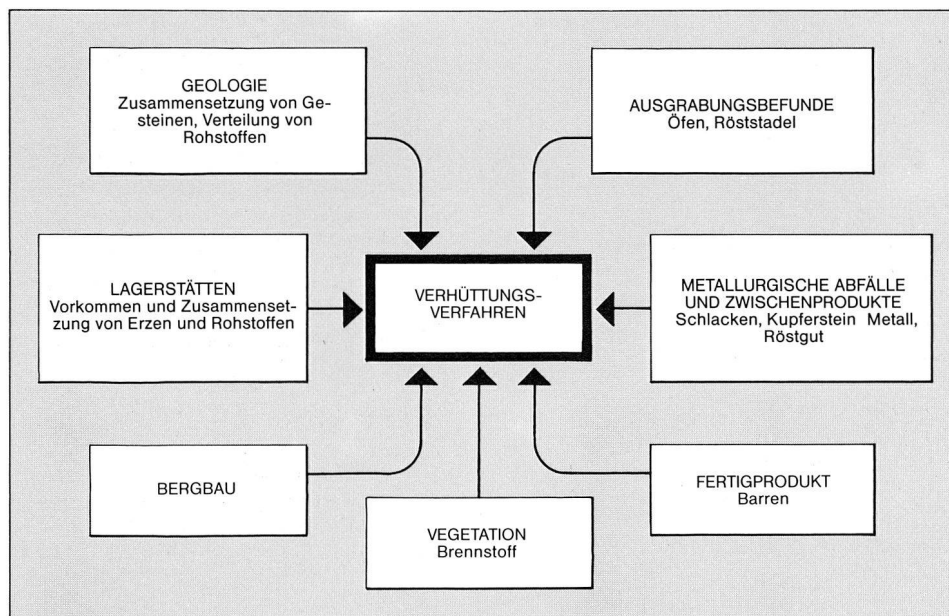 GEOLOGIE
Zusammensetzung von Ge-
steinen, Verteilung von
Rohstoffen
AUSGRABUNGSBEFUNDE
Öfen, Röststadel
LAGERSTÄTTEN
Vorkommen und Zusammenset-
zung von Erzen und Rohstoffen
VERHÜTTUNGS-
VERFAHREN
METALLURGISCHE ABFÄLLE
UND ZWISCHENPRODUKTE
Schlacken, Kupferstein Metall,
Röstgut
BERGBAU
VEGETATION
Brennstoff
FERTIGPRODUKT
Barren